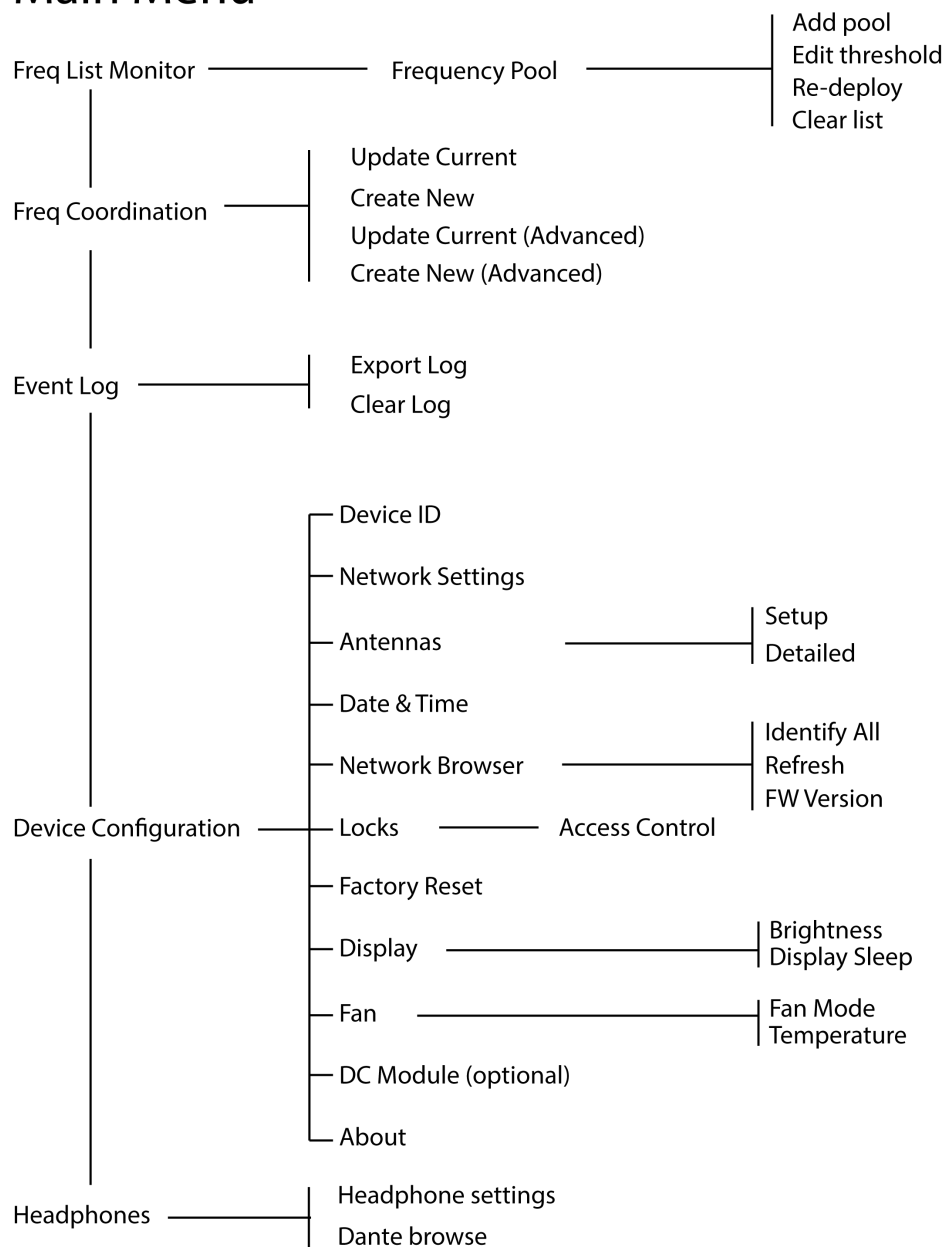 Main Menu
Freq List Monitor
Frequency Pool
Add pool
Edit threshold
Re-deploy
Clear list
Freq Coordination
Update Current
Create New
Update Current (Advanced)
Create New (Advanced)
Event Log
Export Log
Clear Log
Device Configuration
Device ID
Network Settings
Antennas
Setup
Detailed
Date & Time
Network Browser
Identify All
Refresh
FW Version
Locks
Access Control
Factory Reset
Display
Brightness
Display Sleep
Fan
Fan Mode
Temperature
DC Module (optional)
About
Headphones
Headphone settings
Dante browse